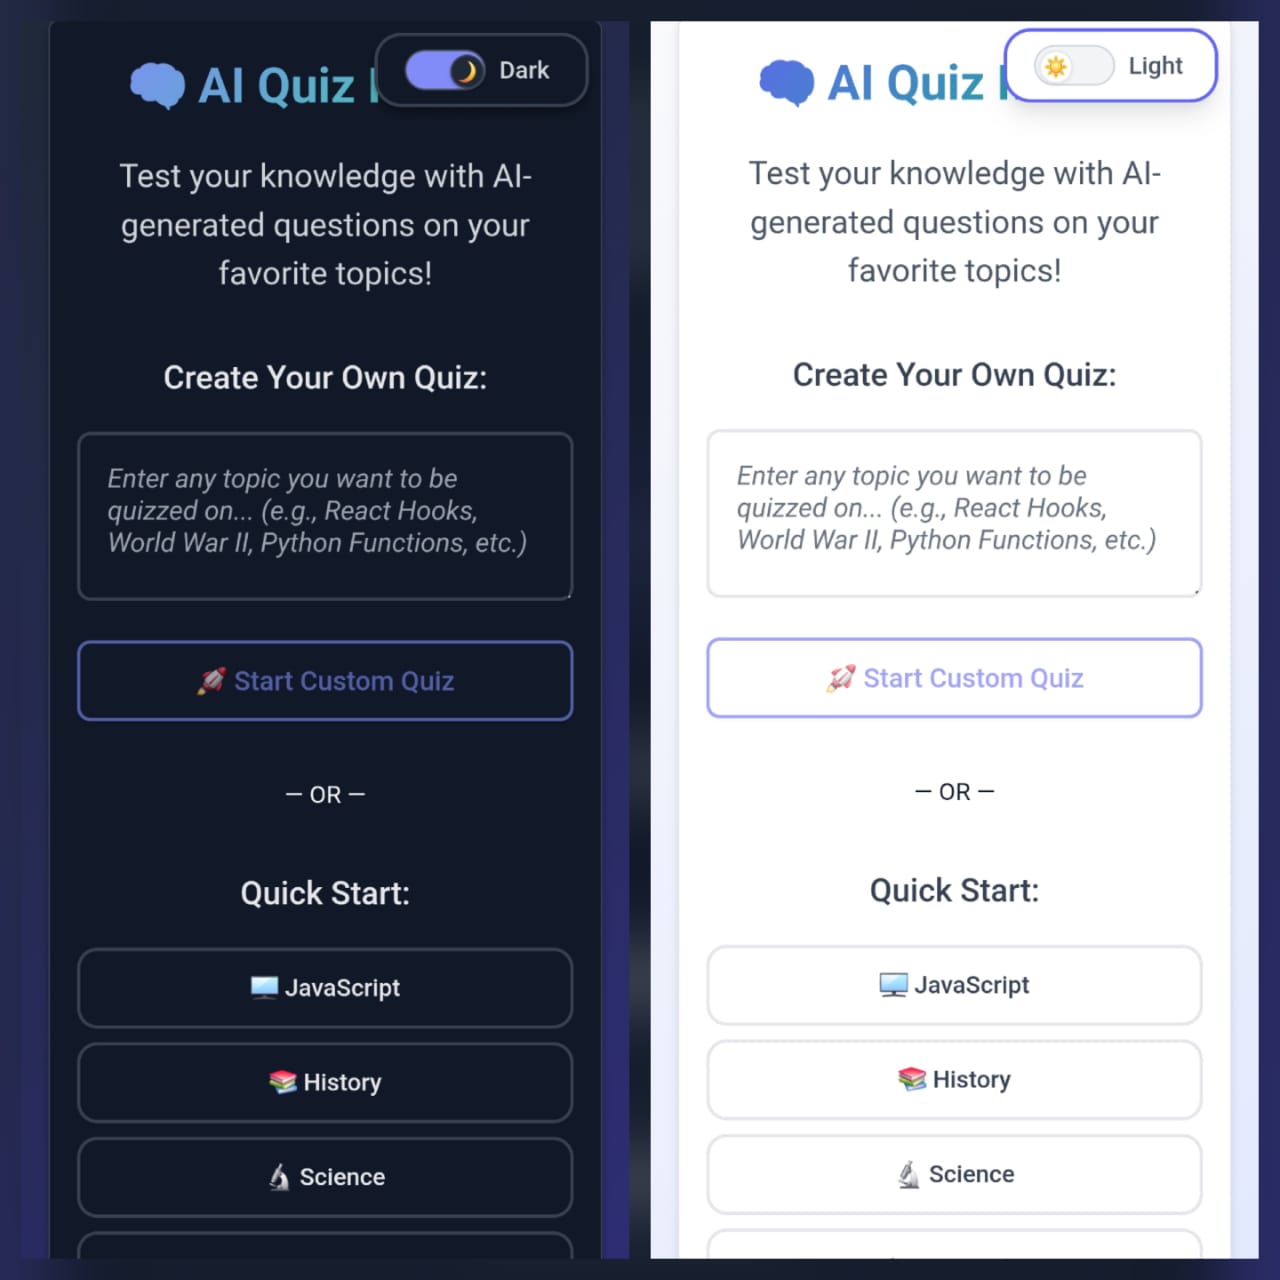 AI Quiz
Dark
Test your knowledge with AI-
generated questions on your
favorite topics!
Create Your Own Quiz:
Enter any topic you want to be
quizzed on... (e.g., React Hooks,
World War II, Python Functions, etc.)
🚀 Start Custom Quiz
— OR —
Quick Start:
🖥️ JavaScript
📚 History
🔬 Science
AI Quiz
Light
Test your knowledge with AI-
generated questions on your
favorite topics!
Create Your Own Quiz:
Enter any topic you want to be
quizzed on... (e.g., React Hooks,
World War II, Python Functions, etc.)
🚀 Start Custom Quiz
— OR —
Quick Start:
🖥️ JavaScript
📚 History
🔬 Science